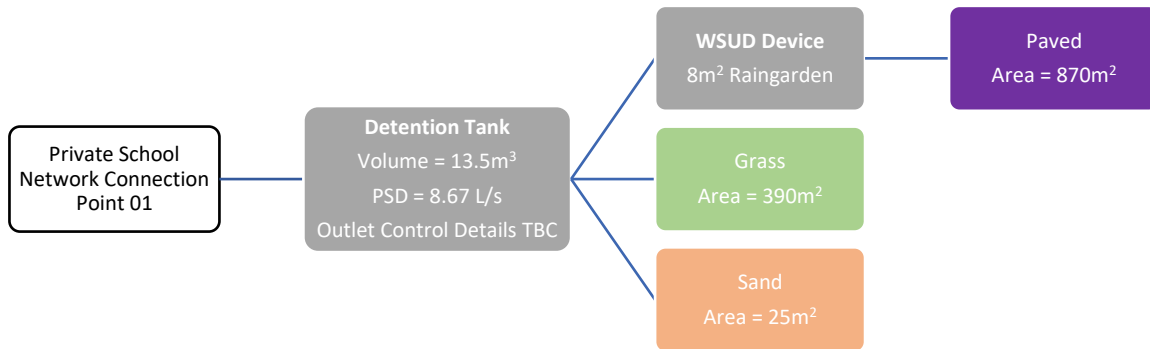 Private School
Network Connection
Point 01
Detention Tank
Volume = 13.5m³
PSD = 8.67 L/s
Outlet Control Details TBC
WSUD Device
8m² Raingarden
Paved
Area = 870m²
Grass
Area = 390m²
Sand
Area = 25m²